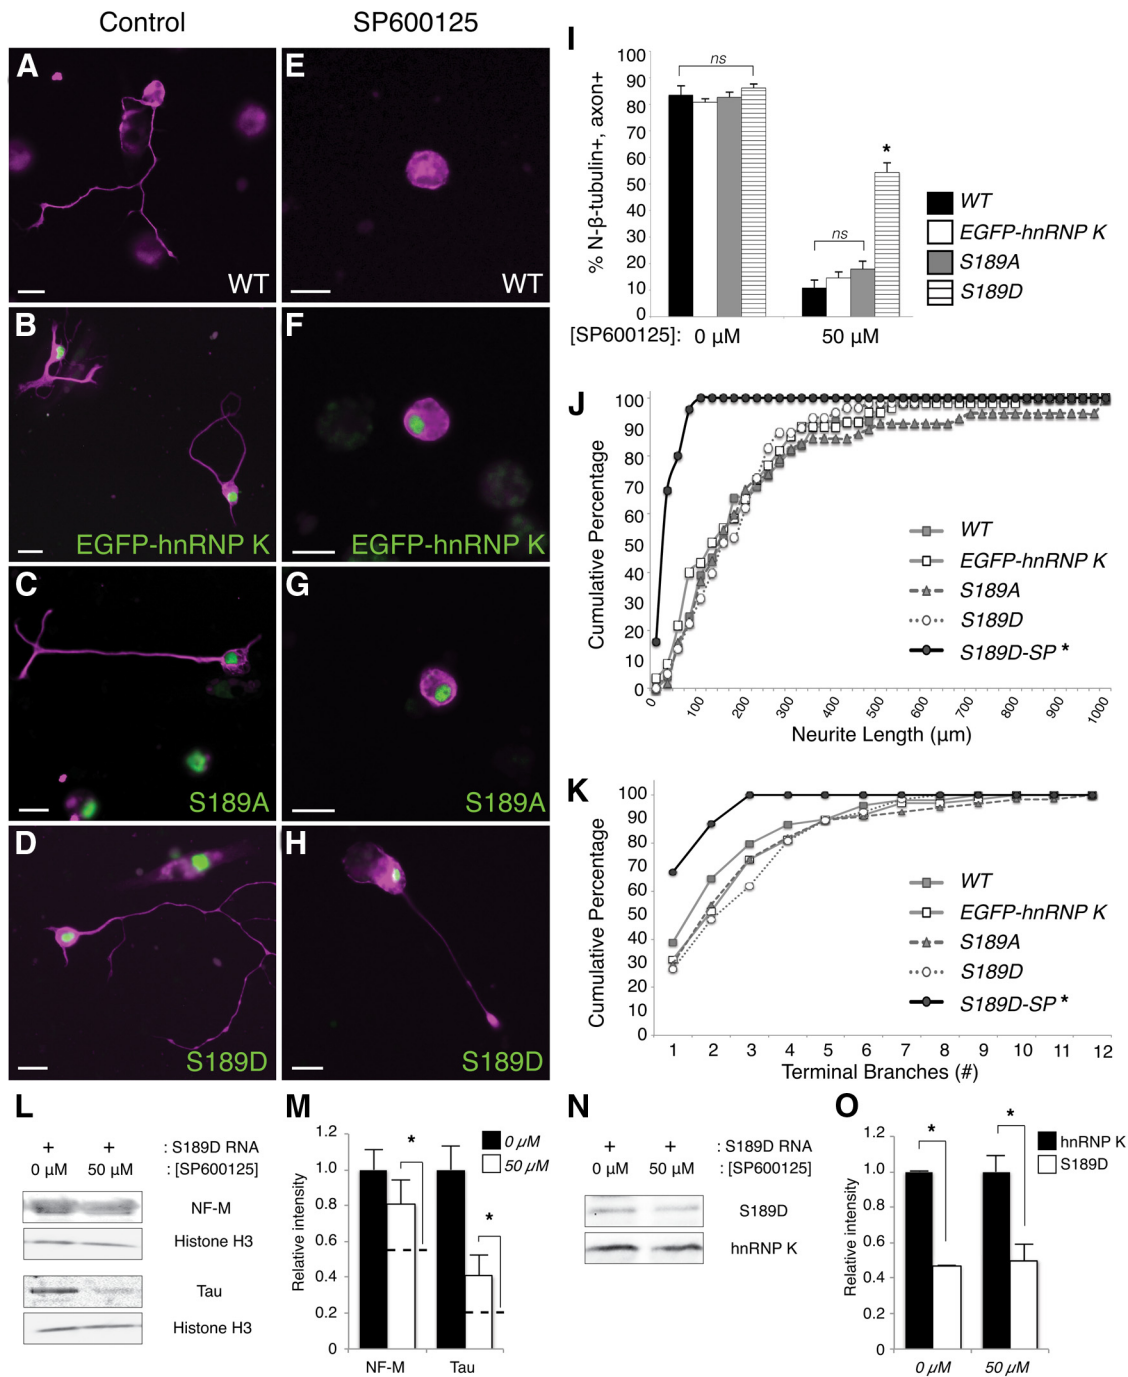 Control
SP600125
A
WT
E
WT
B
EGFP-hnRNP K
F
EGFP-hnRNP K
C
S189A
G
S189A
D
S189D
H
S189D
I
% N-β-tubulin+, axon+
100
90
80
70
60
50
40
30
20
10
0
ns
ns
*
[SP600125]: 0 µM 50 µM
WT
EGFP-hnRNP K
S189A
S189D
J
Cumulative Percentage
100
90
80
70
60
50
40
30
20
10
0
0 100 200 300 400 500 600 700 800 900 1000
Neurite Length (µm)
WT
EGFP-hnRNP K
S189A
S189D
S189D-SP *
K
Cumulative Percentage
100
90
80
70
60
50
40
30
20
10
0
1 2 3 4 5 6 7 8 9 10 11 12
Terminal Branches (#)
WT
EGFP-hnRNP K
S189A
S189D
S189D-SP *
L
+ + : S189D RNA
0 µM 50 µM : [SP600125]
NF-M
Histone H3
Tau
Histone H3
M
Relative intensity
1.2
1.0
0.8
0.6
0.4
0.2
0
*
*
0 µM
50 µM
NF-M Tau
N
+ + : S189D RNA
0 µM 50 µM : [SP600125]
S189D
hnRNP K
O
Relative intensity
1.2
1.0
0.8
0.6
0.4
0.2
0
*
*
hnRNP K
S189D
0 µM 50 µM